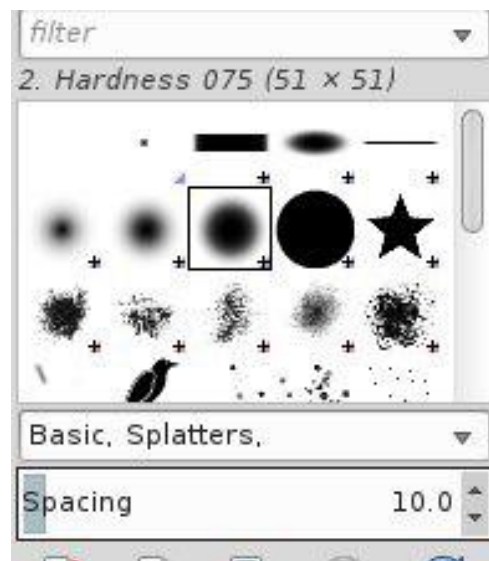 filter
2. Hardness 075 (51 × 51)
Basic, Splatters,
Spacing 10.0